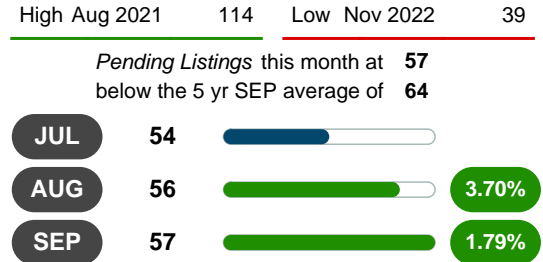 High Aug 2021 114 Low Nov 2022 39
Pending Listings this month at 57
below the 5 yr SEP average of 64
JUL 54
AUG 56 3.70%
SEP 57 1.79%